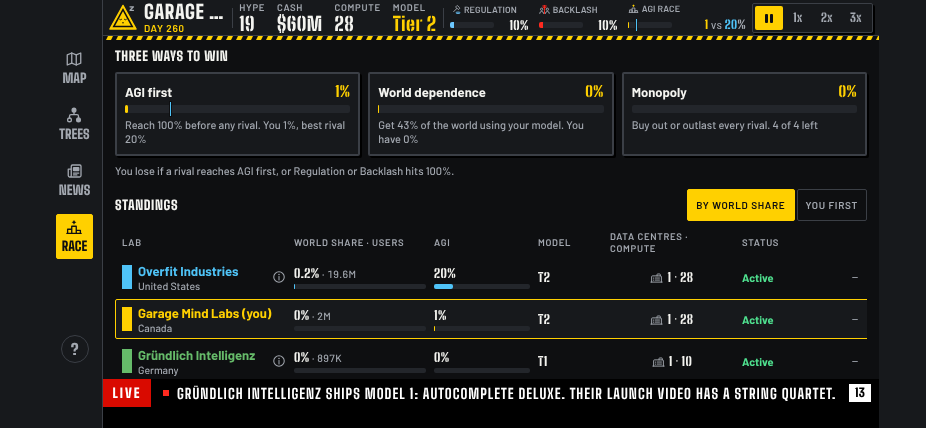 GARAGE ...
DAY 260
HYPE
19
CASH
$60M
COMPUTE
28
MODEL
Tier 2
REGULATION
10%
BACKLASH
10%
AGI RACE
1 vs 20%
1x
2x
3x
MAP
TREES
NEWS
RACE
?
THREE WAYS TO WIN
AGI first
1%
Reach 100% before any rival. You 1%, best rival
20%
World dependence
0%
Get 43% of the world using your model. You
have 0%
Monopoly
0%
Buy out or outlast every rival. 4 of 4 left
You lose if a rival reaches AGI first, or Regulation or Backlash hits 100%.
STANDINGS
BY WORLD SHARE
YOU FIRST
LAB
WORLD SHARE · USERS
AGI
MODEL
DATA CENTRES ·
COMPUTE
STATUS
Overfit Industries
United States
0.2% · 19.6M
20%
T2
1 · 28
Active
–
Garage Mind Labs (you)
Canada
0% · 2M
1%
T2
1 · 28
Active
–
Gründlich Intelligenz
Germany
0% · 897K
0%
T1
1 · 10
Active
–
LIVE
GRÜNDLICH INTELLIGENZ SHIPS MODEL 1: AUTOCOMPLETE DELUXE. THEIR LAUNCH VIDEO HAS A STRING QUARTET.
13